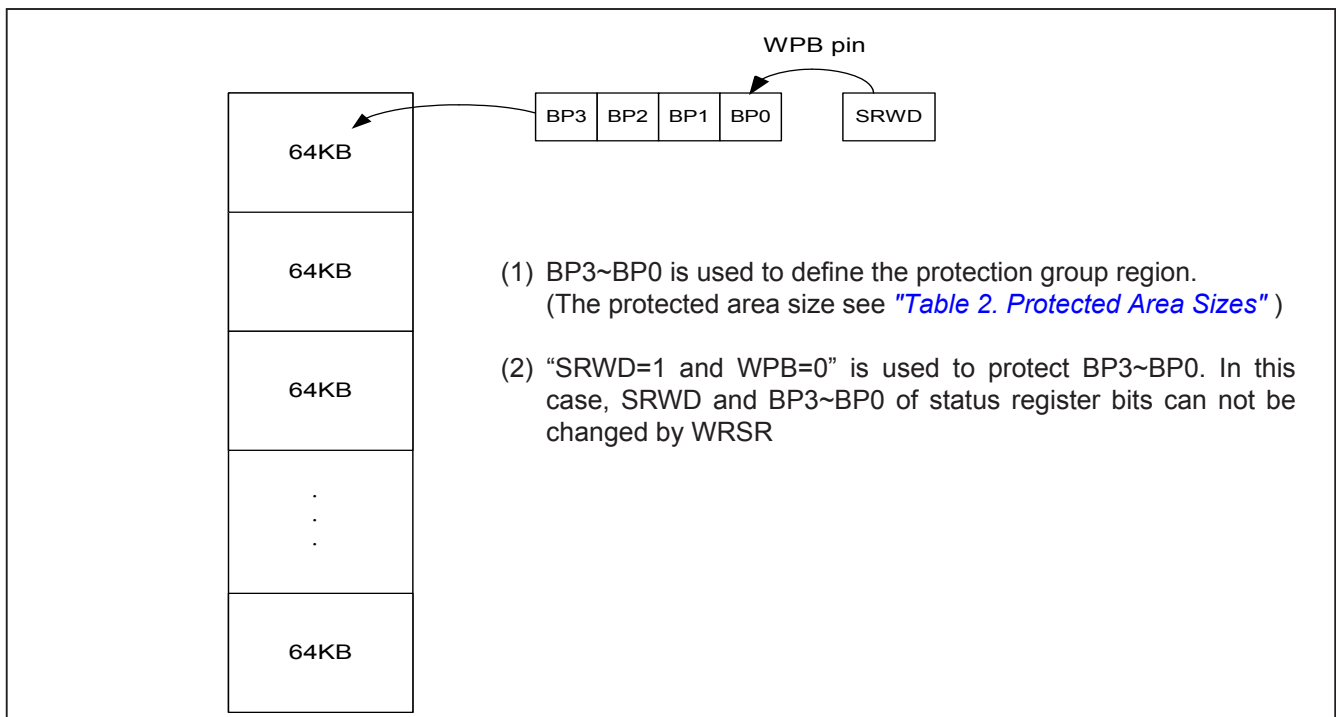 WPB pin
BP3 BP2 BP1 BP0 SRWD
64KB
64KB
(1) BP3~BP0 is used to define the protection group region.
(The protected area size see "Table 2. Protected Area Sizes" )
64KB
(2) “SRWD=1 and WPB=0” is used to protect BP3~BP0. In this
case, SRWD and BP3~BP0 of status register bits can not be
changed by WRSR
.
.
.
64KB